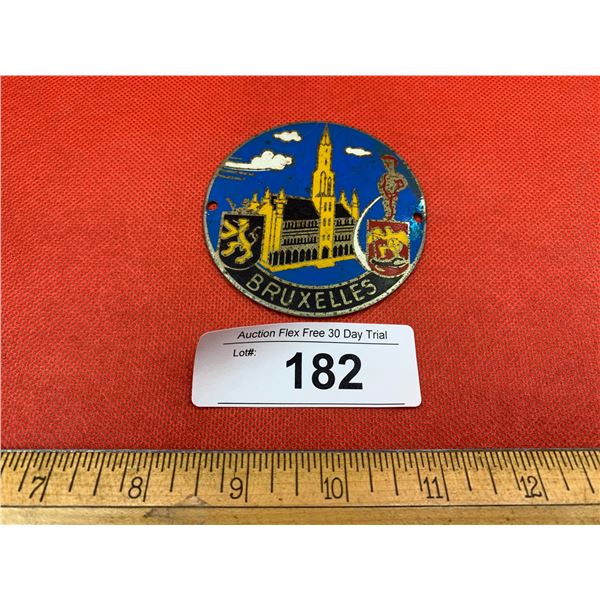 BRUXELLES
Auction Flex Free 30 Day Trial
Lot#:
182
7 8 9 10 11 12